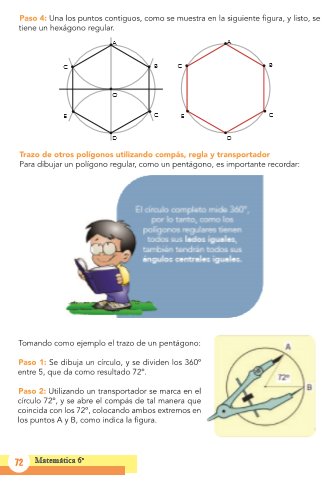 Paso 4: Una los puntos contiguos, como se muestra en la siguiente figura, y listo, se
tiene un hexágono regular.
A A
C B C B
O
E C E C
D D
Trazo de otros polígonos utilizando compás, regla y transportador
Para dibujar un polígono regular, como un pentágono, es importante recordar:
El círculo completo mide 360°,
por lo tanto, como los
polígonos regulares tienen
todos sus lados iguales,
también tendrán todos sus
ángulos centrales iguales.
Tomando como ejemplo el trazo de un pentágono:
Paso 1: Se dibuja un círculo, y se dividen los 360°
entre 5, que da como resultado 72°.
Paso 2: Utilizando un transportador se marca en el
círculo 72°, y se abre el compás de tal manera que
coincida con los 72°, colocando ambos extremos en
los puntos A y B, como indica la figura.
A
72°
B
72 Matemática 6°